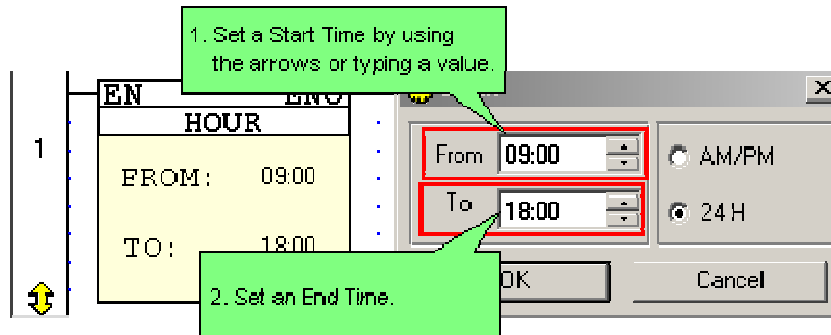 1. Set a Start Time by using
the arrows or typing a value.
EN ENO
HOUR
1
FROM: 09:00
TO: 18:00
From 09:00
To 18:00
AM/PM
24 H
2. Set an End Time.
OK
Cancel